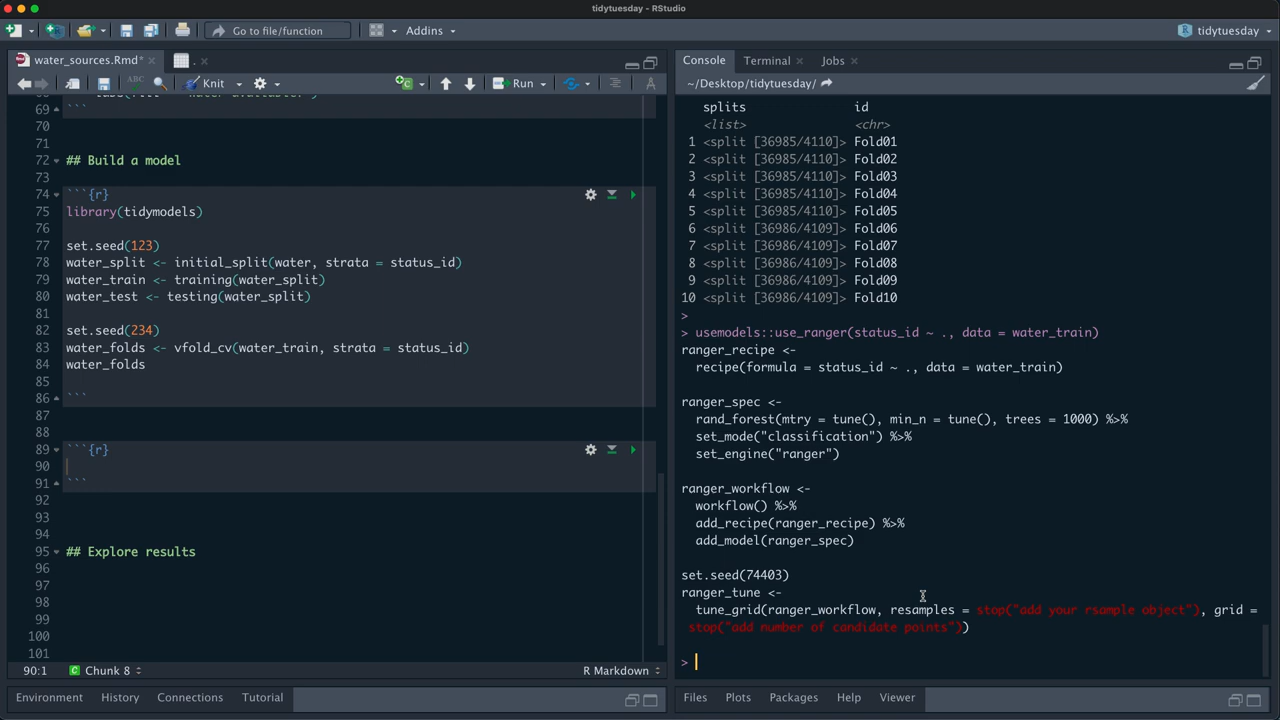 tidytuesday - RStudio
Go to file/function
Addins
tidytuesday
water_sources.Rmd*
.
ABC
Knit
Run
69
70
71
72 ## Build a model
73
74 ```{r}
75 library(tidymodels)
76
77 set.seed(123)
78 water_split <- initial_split(water, strata = status_id)
79 water_train <- training(water_split)
80 water_test <- testing(water_split)
81
82 set.seed(234)
83 water_folds <- vfold_cv(water_train, strata = status_id)
84 water_folds
85
86 ```
87
88
89 ```{r}
90
91 ```
92
93
94
95 ## Explore results
96
97
98
99
100
101
90:1 Chunk 8 R Markdown
Environment History Connections Tutorial
Console Terminal Jobs
~/Desktop/tidytuesday/
splits id
<list> <chr>
1 <split [36985/4110]> Fold01
2 <split [36985/4110]> Fold02
3 <split [36985/4110]> Fold03
4 <split [36985/4110]> Fold04
5 <split [36985/4110]> Fold05
6 <split [36986/4109]> Fold06
7 <split [36986/4109]> Fold07
8 <split [36986/4109]> Fold08
9 <split [36986/4109]> Fold09
10 <split [36986/4109]> Fold10
>
> usemodels::use_ranger(status_id ~ ., data = water_train)
ranger_recipe <-
recipe(formula = status_id ~ ., data = water_train)
ranger_spec <-
rand_forest(mtry = tune(), min_n = tune(), trees = 1000) %>%
set_mode("classification") %>%
set_engine("ranger")
ranger_workflow <-
workflow() %>%
add_recipe(ranger_recipe) %>%
add_model(ranger_spec)
set.seed(74403)
ranger_tune <-
tune_grid(ranger_workflow, resamples = stop("add your rsample object"), grid =
stop("add number of candidate points"))
>
Files Plots Packages Help Viewer